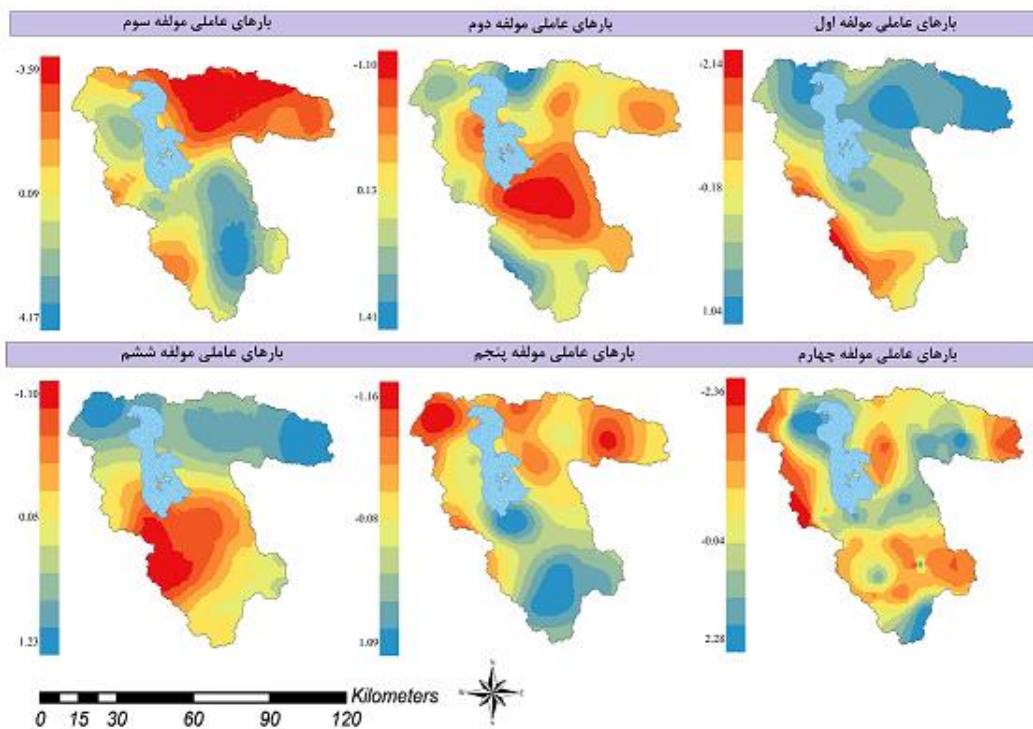 بارهای عاملی مولفه اول
بارهای عاملی مولفه دوم
بارهای عاملی مولفه سوم
-2.14
-0.18
1.04
-1.10
0.15
1.41
-3.59
0.09
4.17
بارهای عاملی مولفه چهارم
بارهای عاملی مولفه پنجم
بارهای عاملی مولفه ششم
-2.36
-0.04
2.28
-1.16
-0.08
1.09
-1.10
0.05
1.23
Kilometers
0 15 30 60 90 120